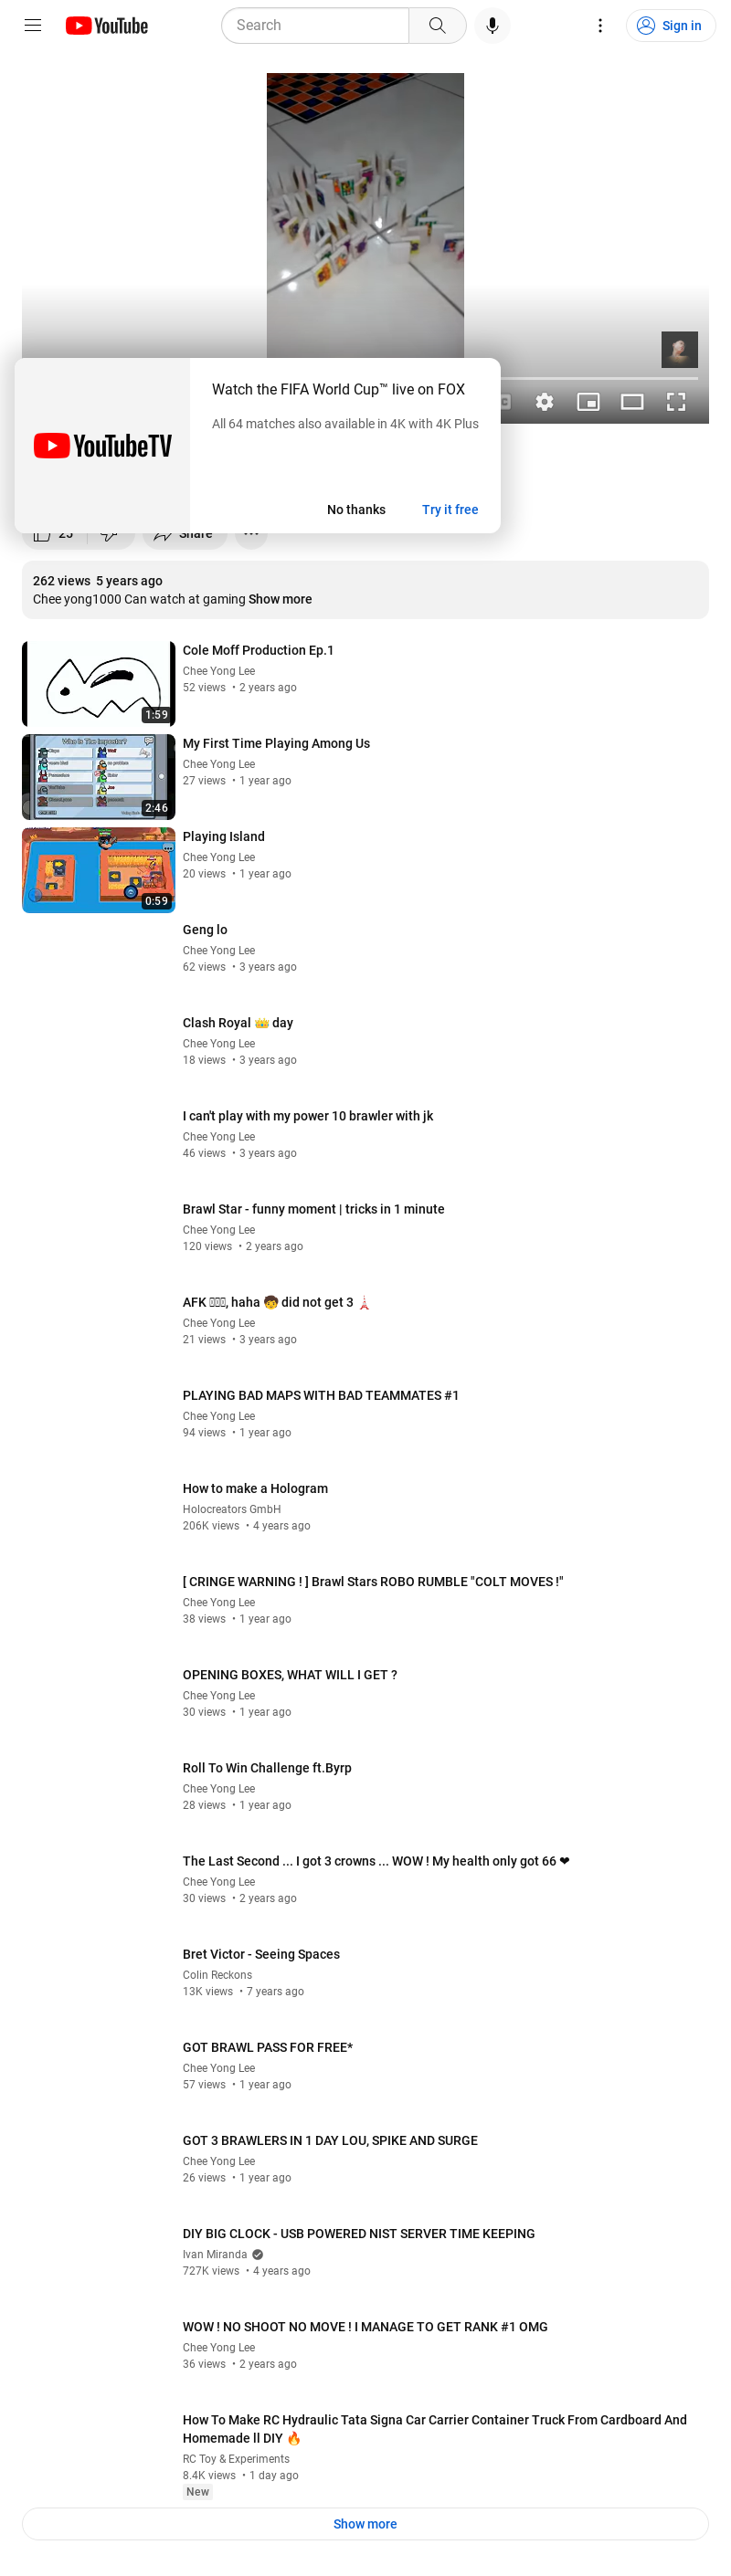 YouTube
Search
Sign in
Watch the FIFA World Cup™ live on FOX
All 64 matches also available in 4K with 4K Plus
YouTubeTV
No thanks
Try it free
25
Share
262 views 5 years ago
Chee yong1000 Can watch at gaming Show more
Cole Moff Production Ep.1
Chee Yong Lee
52 views • 2 years ago
1:59
My First Time Playing Among Us
Chee Yong Lee
27 views • 1 year ago
Who Is The Impostor?
2:46
Playing Island
Chee Yong Lee
20 views • 1 year ago
0:59
Geng lo
Chee Yong Lee
62 views • 3 years ago
Clash Royal 👑 day
Chee Yong Lee
18 views • 3 years ago
I can't play with my power 10 brawler with jk
Chee Yong Lee
46 views • 3 years ago
Brawl Star - funny moment | tricks in 1 minute
Chee Yong Lee
120 views • 2 years ago
AFK , haha 🧒 did not get 3 🗼
Chee Yong Lee
21 views • 3 years ago
PLAYING BAD MAPS WITH BAD TEAMMATES #1
Chee Yong Lee
94 views • 1 year ago
How to make a Hologram
Holocreators GmbH
206K views • 4 years ago
[ CRINGE WARNING ! ] Brawl Stars ROBO RUMBLE "COLT MOVES !"
Chee Yong Lee
38 views • 1 year ago
OPENING BOXES, WHAT WILL I GET ?
Chee Yong Lee
30 views • 1 year ago
Roll To Win Challenge ft.Byrp
Chee Yong Lee
28 views • 1 year ago
The Last Second ... I got 3 crowns ... WOW ! My health only got 66 ❤
Chee Yong Lee
30 views • 2 years ago
Bret Victor - Seeing Spaces
Colin Reckons
13K views • 7 years ago
GOT BRAWL PASS FOR FREE*
Chee Yong Lee
57 views • 1 year ago
GOT 3 BRAWLERS IN 1 DAY LOU, SPIKE AND SURGE
Chee Yong Lee
26 views • 1 year ago
DIY BIG CLOCK - USB POWERED NIST SERVER TIME KEEPING
Ivan Miranda
727K views • 4 years ago
WOW ! NO SHOOT NO MOVE ! I MANAGE TO GET RANK #1 OMG
Chee Yong Lee
36 views • 2 years ago
How To Make RC Hydraulic Tata Signa Car Carrier Container Truck From Cardboard And
Homemade ll DIY 🔥
RC Toy & Experiments
8.4K views • 1 day ago
New
Show more